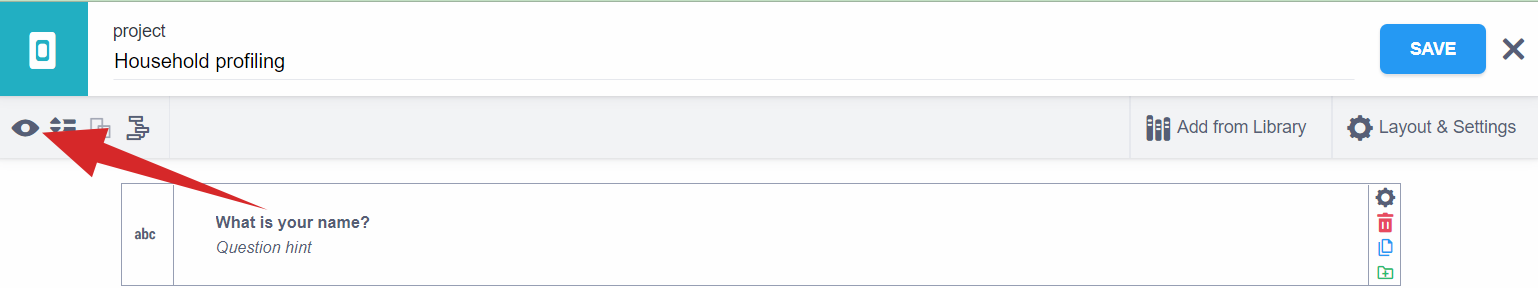 project
Household profiling
SAVE
Add from Library
Layout & Settings
abc
What is your name?
Question hint